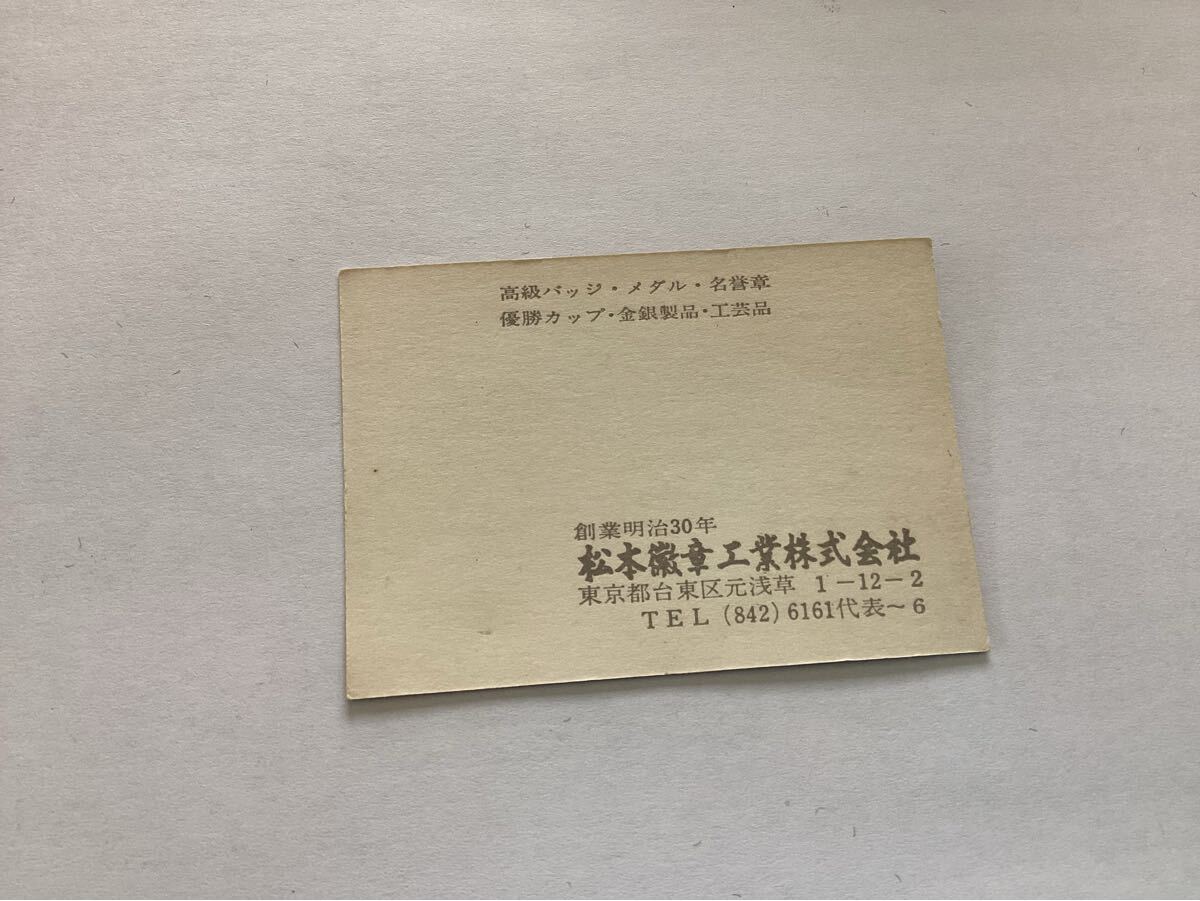 高級バッジ・メダル・名誉章
優勝カップ・金銀製品・工芸品
創業明治30年
松本徽章工業株式会社
東京都台東区元浅草 1-12-2
TEL (842) 6161代表〜6